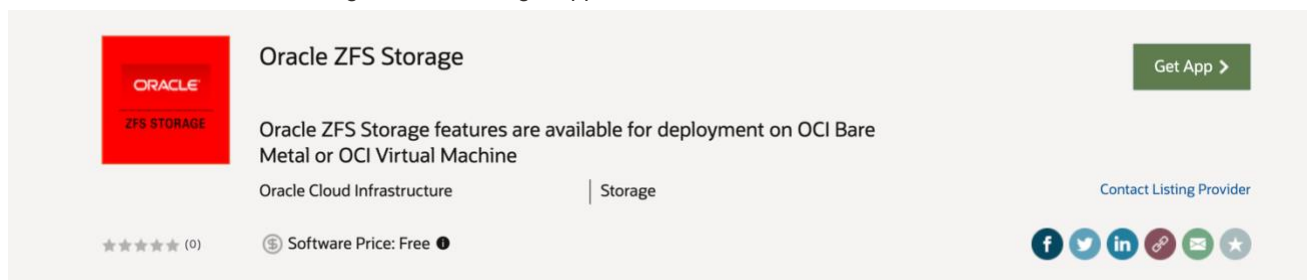 ORACLE
ZFS STORAGE
Oracle ZFS Storage
Get App
Oracle ZFS Storage features are available for deployment on OCI Bare
Metal or OCI Virtual Machine
Oracle Cloud Infrastructure
Storage
Contact Listing Provider
(0)
Software Price: Free